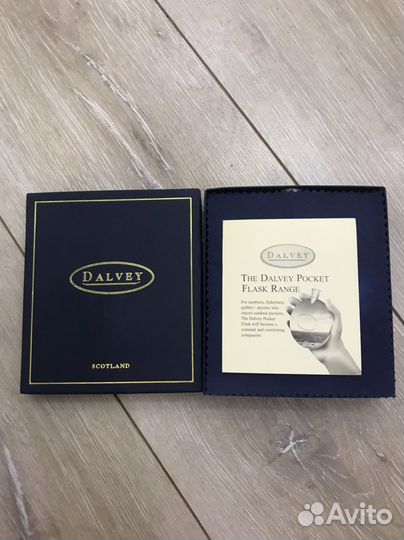 DALVEY
SCOTLAND
DALVEY
THE DALVEY POCKET
FLASK RANGE
For ramblers, fishermen,
golfers - anyone who
enjoys outdoor pursuits.
The Dalvey Pocket
Flask will become a
constant and comforting
companion.
Avito